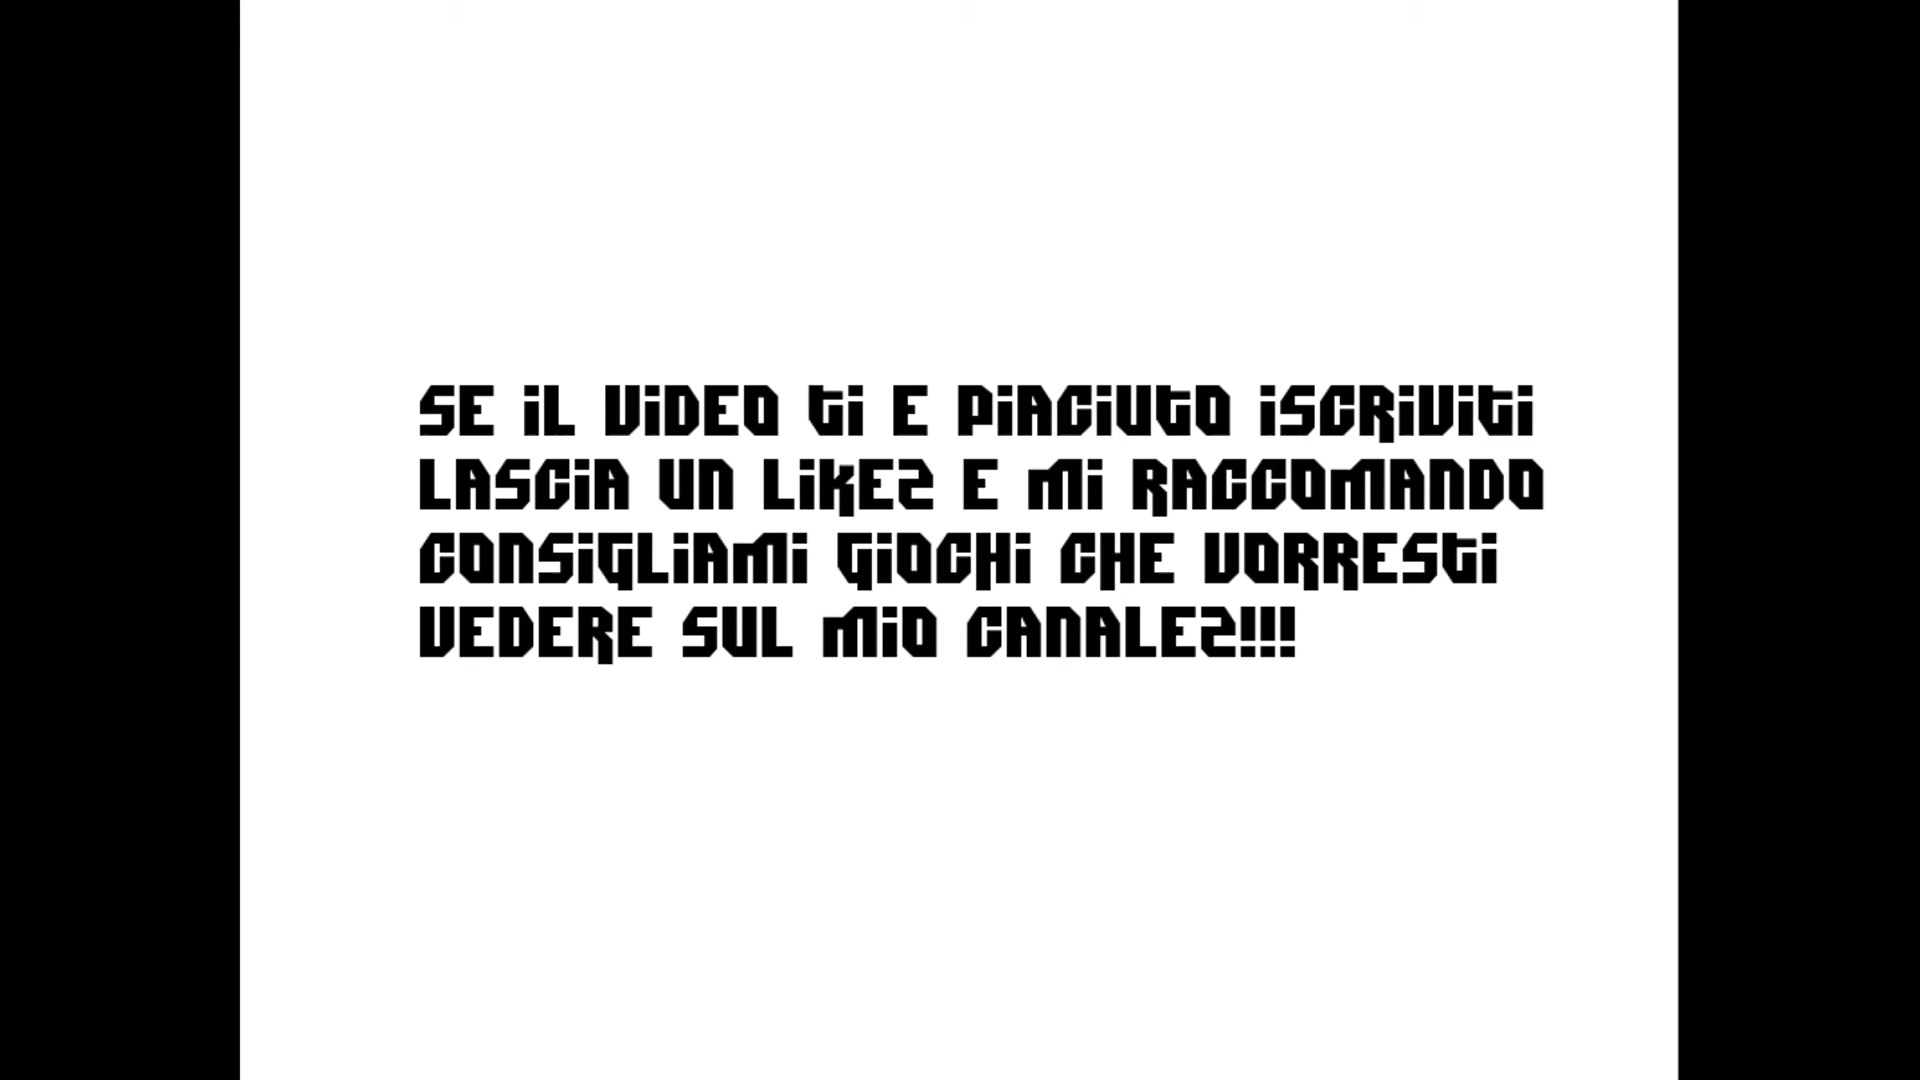 SE iL ViDEO ti E PiACiUtO iSCRiViti
LASCiA UN LiKEZ E Mi RACCOMANDO
CONSiGLiAMi GiOCHi CHE VORREStI
VEDERE SUL MiO CANALEZ!!!